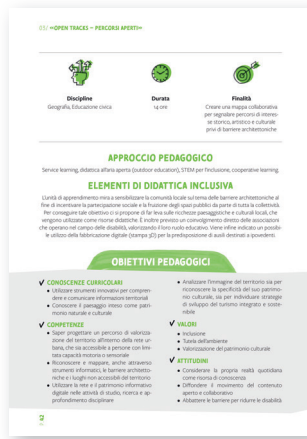 03/ «OPEN TRACES – PERCORSI APERTI»
Discipline
Geografia, Educazione civica
Durata
14 ore
Finalità
Creare una mappa collaborativa
per segnalare percorsi di interes-
se storico, artistico e culturale
privi di barriere architettoniche
APPROCCIO PEDAGOGICO
Service learning, didattica all'aria aperta (outdoor education), STEM per l'inclusione, cooperative learning.
ELEMENTI DI DIDATTICA INCLUSIVA
L'unità di apprendimento mira a sensibilizzare la comunità locale sul tema delle barriere architettoniche al
fine di incentivare la partecipazione sociale e la fruizione degli spazi pubblici da parte di tutta la collettività.
Per conseguire tale obiettivo ci si propone di far leva sulle ricchezze paesaggistiche e culturali locali, che
vengono utilizzate come risorse didattiche. È inoltre previsto un coinvolgimento diretto delle associazioni
che operano nel campo delle disabilità, valorizzando il loro ruolo educativo. Viene infine indicato un possibi-
le utilizzo della fabbricazione digitale (stampa 3D) per la predisposizione di ausili destinati a ipovedenti.
OBIETTIVI PEDAGOGICI
CONOSCENZE CURRICOLARI
• Utilizzare strumenti innovativi per compren-
dere e comunicare informazioni territoriali
• Conoscere il paesaggio inteso come patri-
monio naturale e culturale
COMPETENZE
• Saper progettare un percorso di valorizza-
zione del territorio all'interno della rete ur-
bana, che sia accessibile a persone con limi-
tata capacità motoria o sensoriale
• Riconoscere e mappare, anche attraverso
strumenti informatici, le barriere architetto-
niche e i luoghi non accessibili del territorio
• Utilizzare la rete e il patrimonio informativo
digitale nelle attività di studio, ricerca e ap-
profondimento disciplinare
• Analizzare l'immagine del territorio sia per
riconoscere la specificità del suo patrimo-
nio culturale, sia per individuare strategie
di sviluppo del turismo integrato e soste-
nibile
VALORI
• Inclusione
• Tutela dell'ambiente
• Valorizzazione del patrimonio culturale
ATTITUDINI
• Considerare la propria realtà quotidiana
come risorsa di conoscenza
• Diffondere il movimento del contenuto
aperto e collaborativo
• Abbattere le barriere per ridurre le disabilità